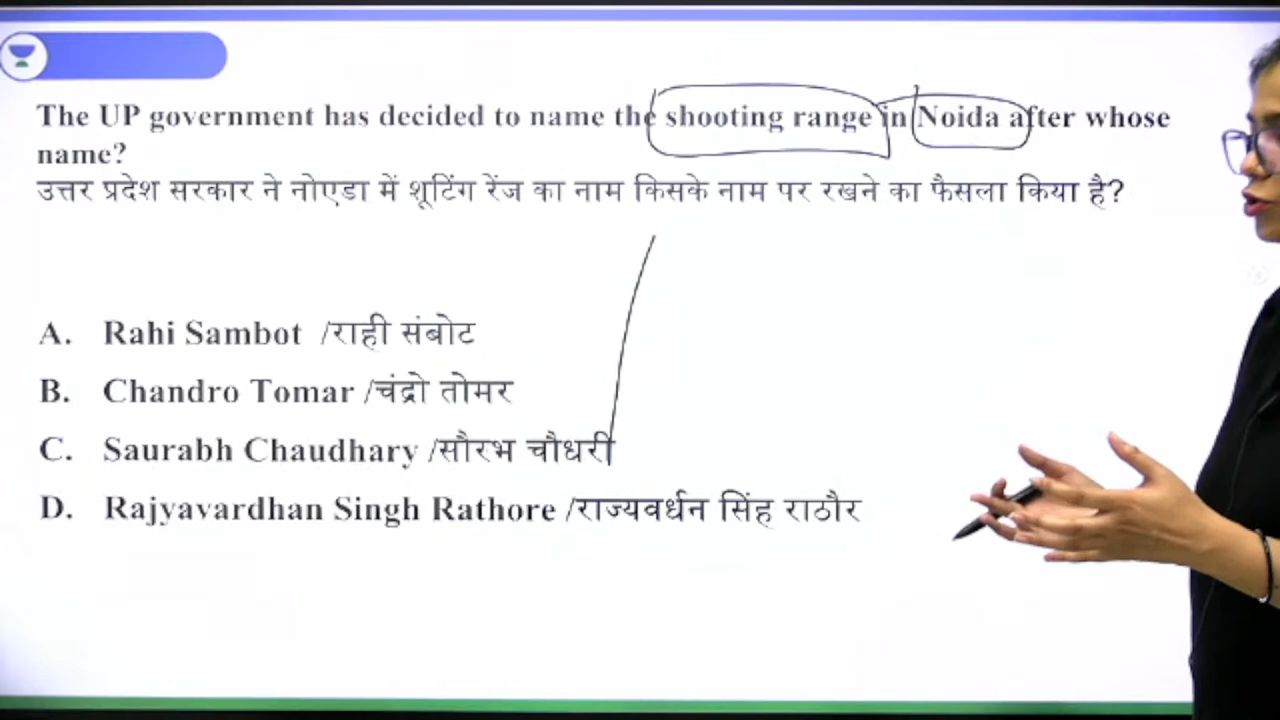 The UP government has decided to name the shooting range in Noida after whose
name?
उत्तर प्रदेश सरकार ने नोएडा में शूटिंग रेंज का नाम किसके नाम पर रखने का फैसला किया है?
A. Rahi Sambot /राही संबोट
B. Chandro Tomar /चंद्रो तोमर
C. Saurabh Chaudhary /सौरभ चौधरी
D. Rajyavardhan Singh Rathore /राज्यवर्धन सिंह राठौर